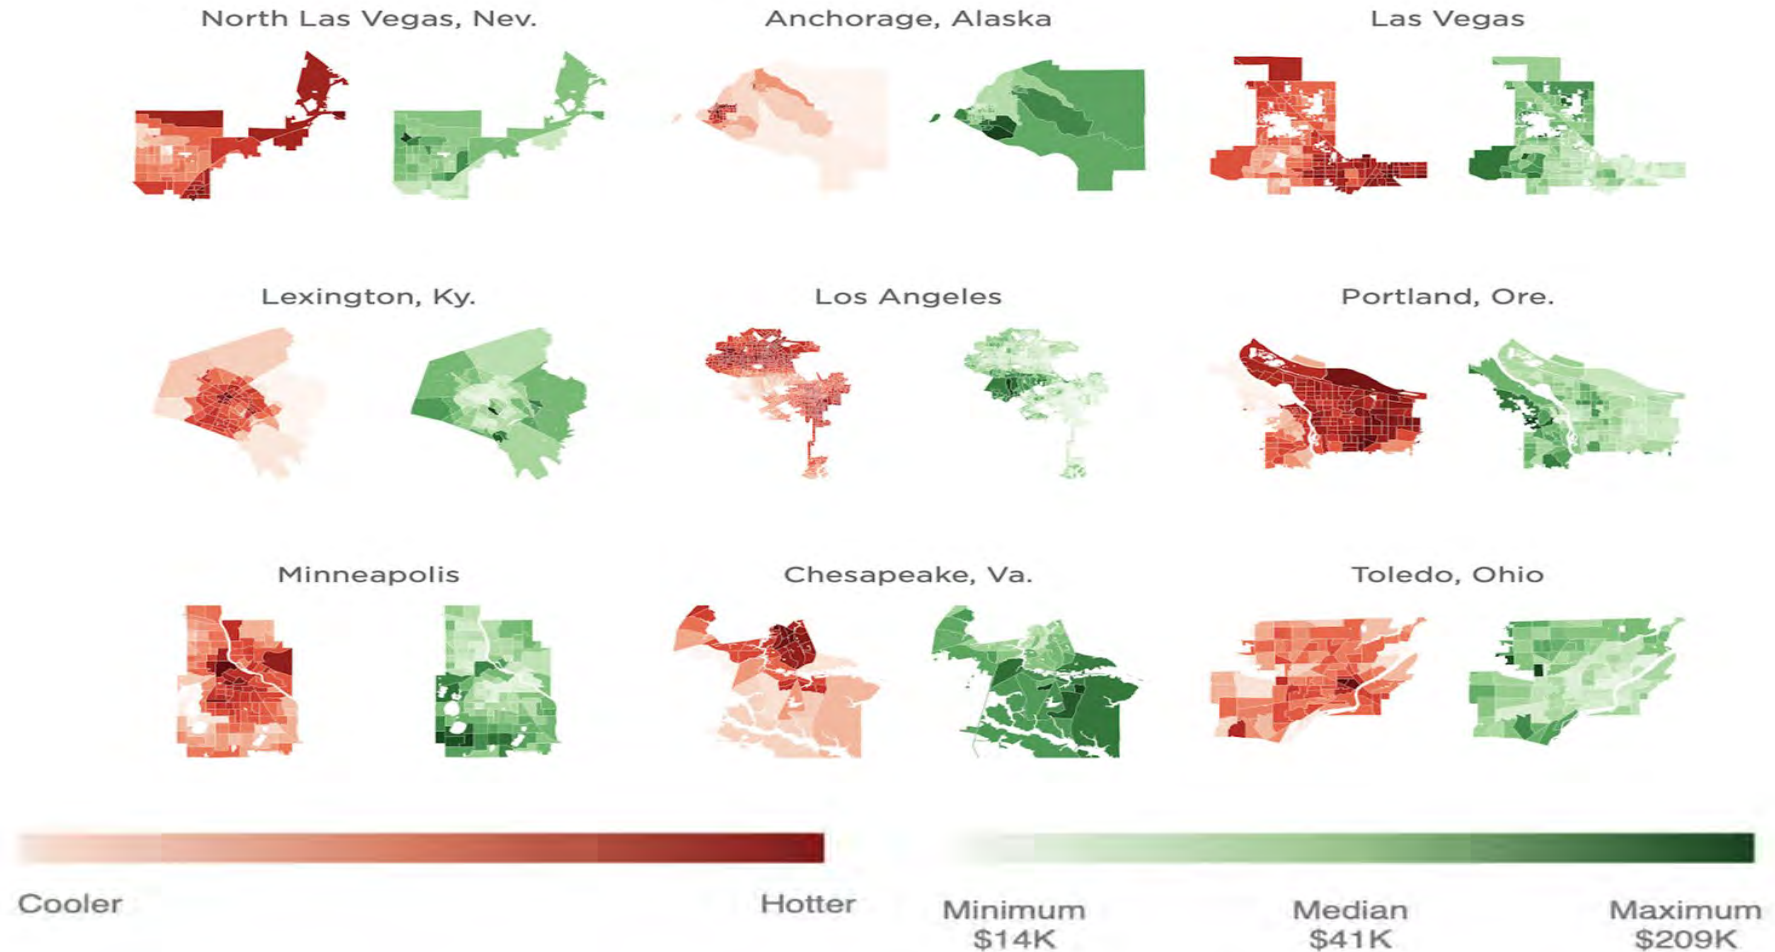 North Las Vegas, Nev.
Anchorage, Alaska
Las Vegas
Lexington, Ky.
Los Angeles
Portland, Ore.
Minneapolis
Chesapeake, Va.
Toledo, Ohio
Cooler
Hotter
Minimum
$14K
Median
$41K
Maximum
$209K